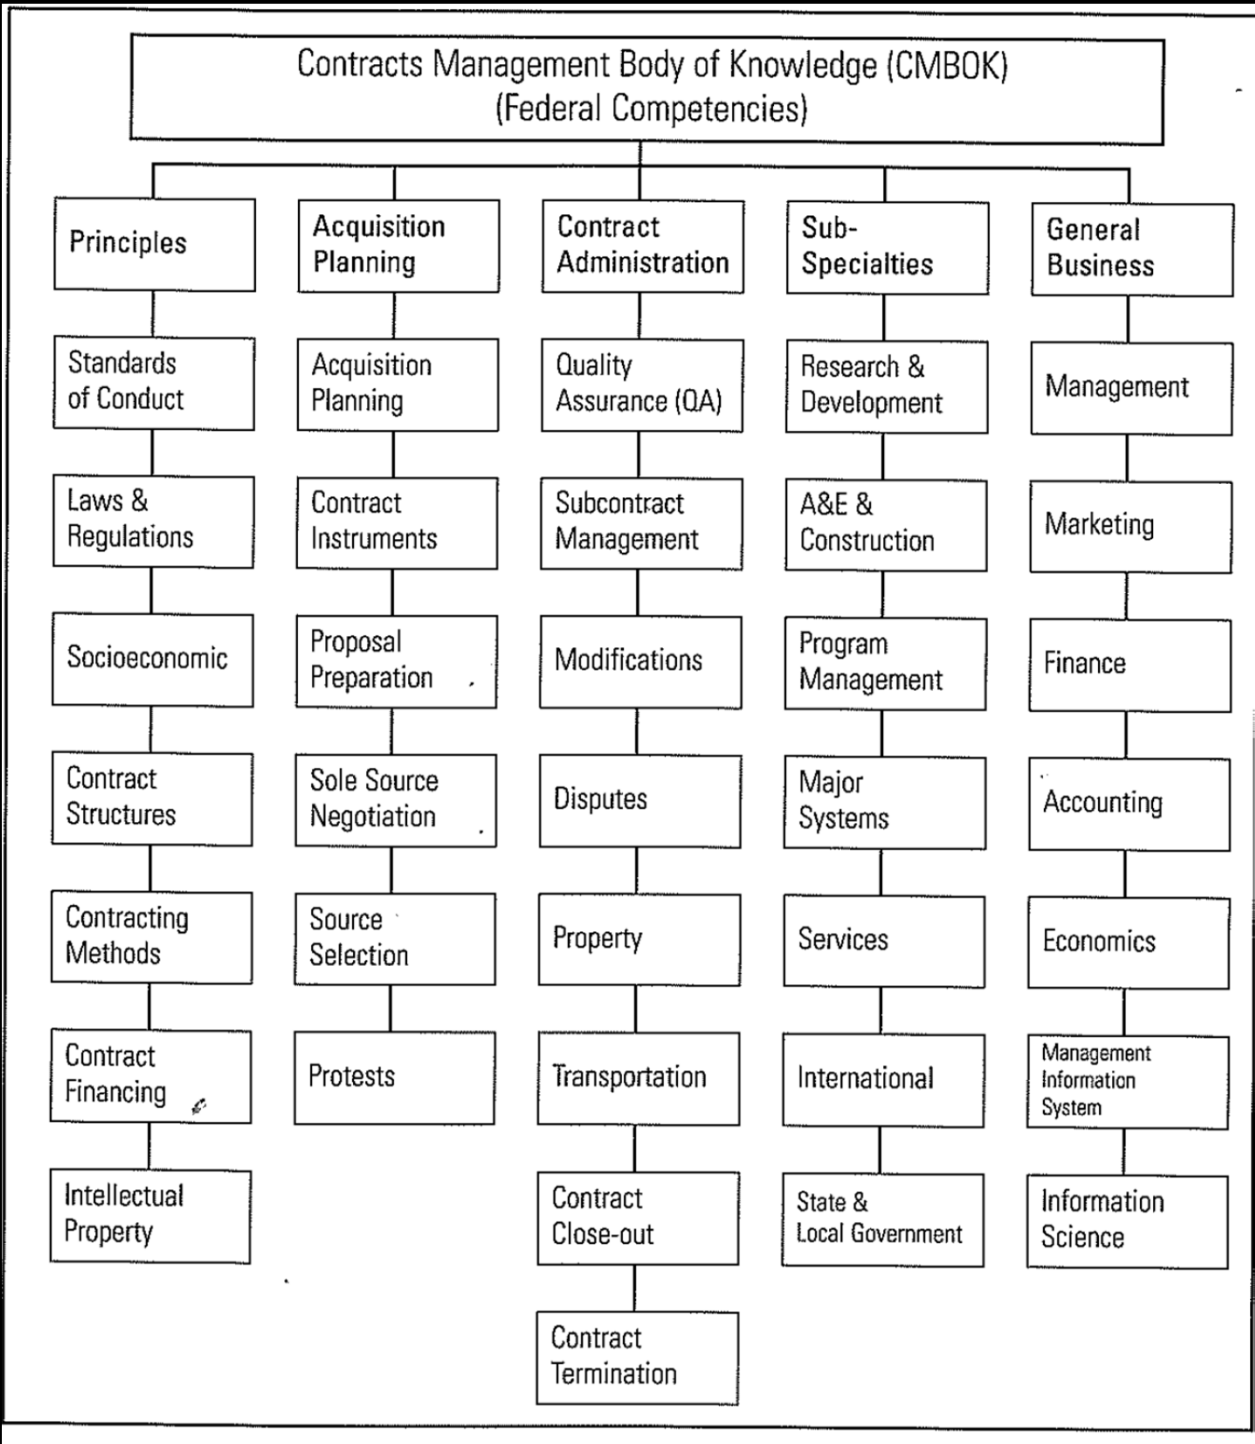 Contracts Management Body of Knowledge (CMBOK)
(Federal Competencies)
Principles
Standards
of Conduct
Laws &
Regulations
Socioeconomic
Contract
Structures
Contracting
Methods
Contract
Financing
Intellectual
Property
Acquisition
Planning
Acquisition
Planning
Contract
Instruments
Proposal
Preparation
Sole Source
Negotiation
Source
Selection
Protests
Contract
Administration
Quality
Assurance (QA)
Subcontract
Management
Modifications
Disputes
Property
Transportation
Contract
Close-out
Contract
Termination
Sub-
Specialties
Research &
Development
A&E &
Construction
Program
Management
Major
Systems
Services
International
State &
Local Government
General
Business
Management
Marketing
Finance
Accounting
Economics
Management
Information
System
Information
Science